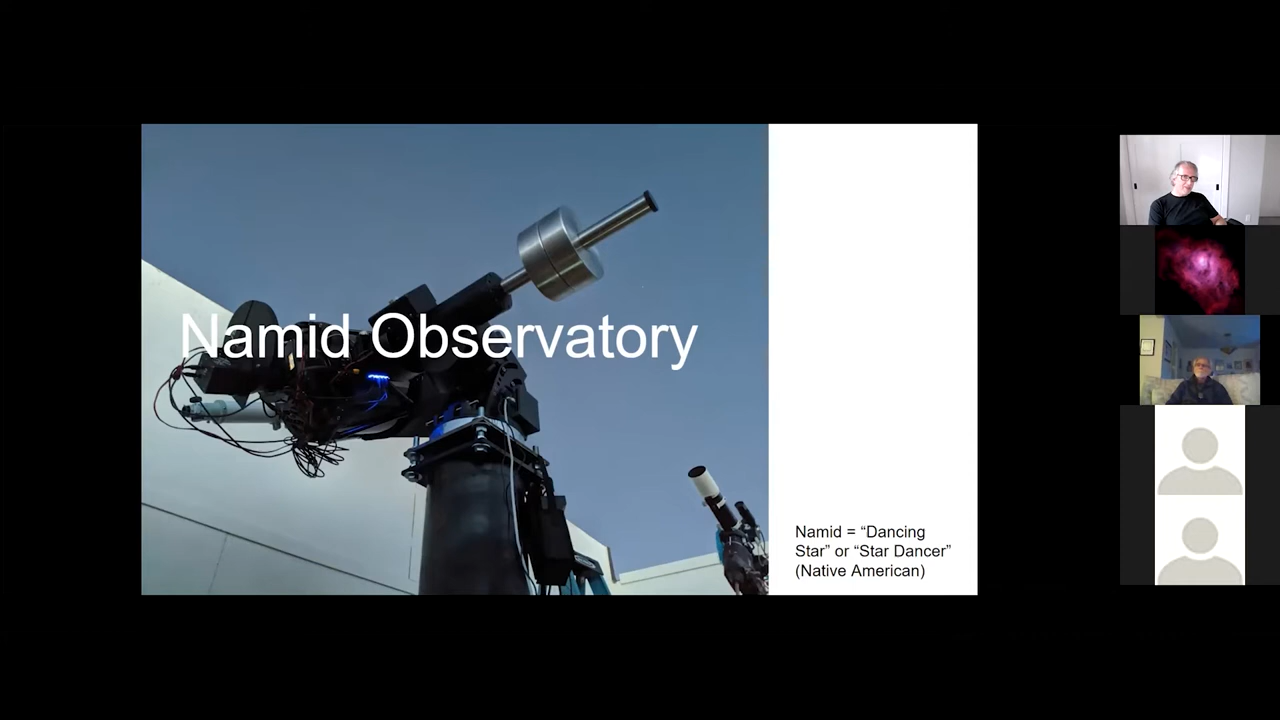 Namid Observatory
Namid = “Dancing
Star” or “Star Dancer”
(Native American)